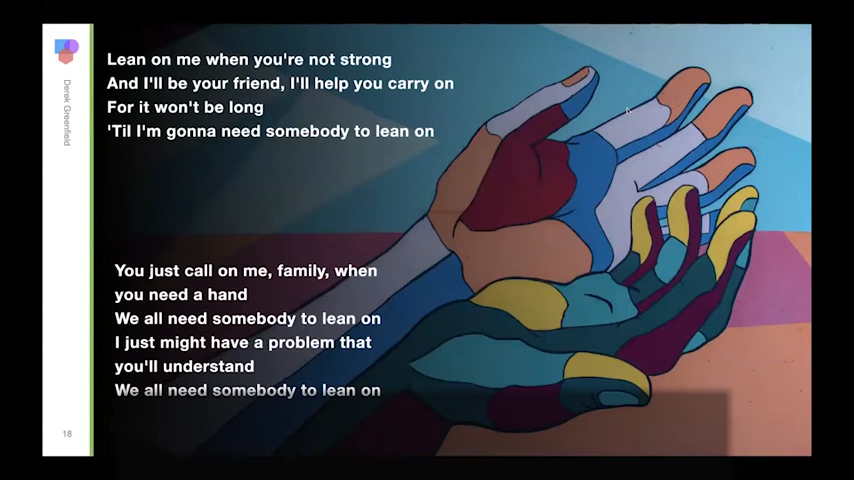 Derek Greenfield
Lean on me when you're not strong
And I'll be your friend, I'll help you carry on
For it won't be long
'Til I'm gonna need somebody to lean on
You just call on me, family, when
you need a hand
We all need somebody to lean on
I just might have a problem that
you'll understand
We all need somebody to lean on
18